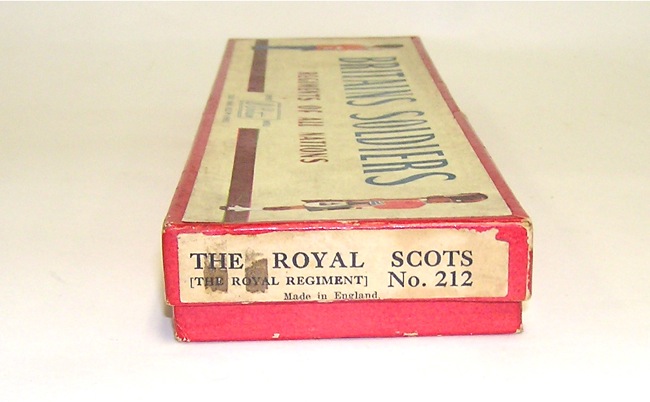 BRITAINS SOLDIERS
REGIMENTS OF ALL NATIONS
THE ROYAL SCOTS
[THE ROYAL REGIMENT] No. 212
Made in England.